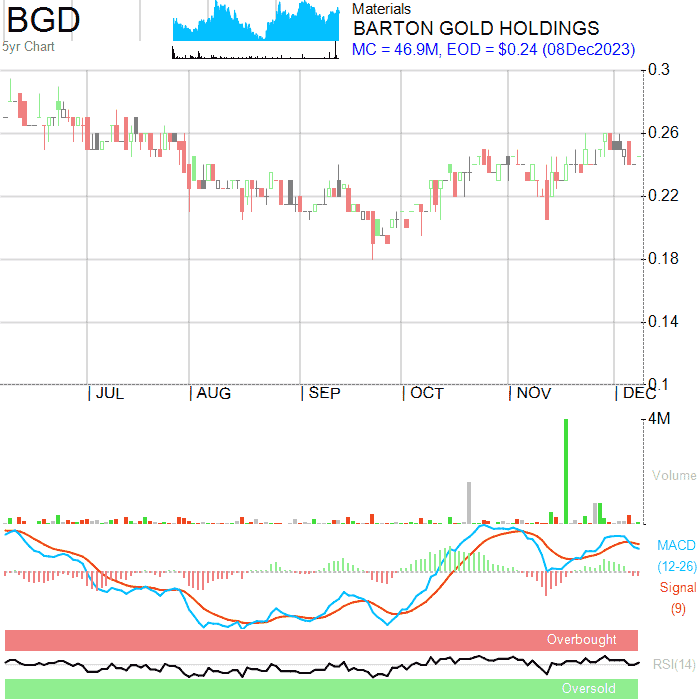 BGD
5yr Chart
Materials
BARTON GOLD HOLDINGS
MC = 46.9M, EOD = $0.24 (08Dec2023)
0.3
0.26
0.22
0.18
0.14
0.1
JUL AUG SEP OCT NOV DEC
4M
Volume
MACD
(12-26)
Signal
(9)
Overbought
RSI(14)
Oversold